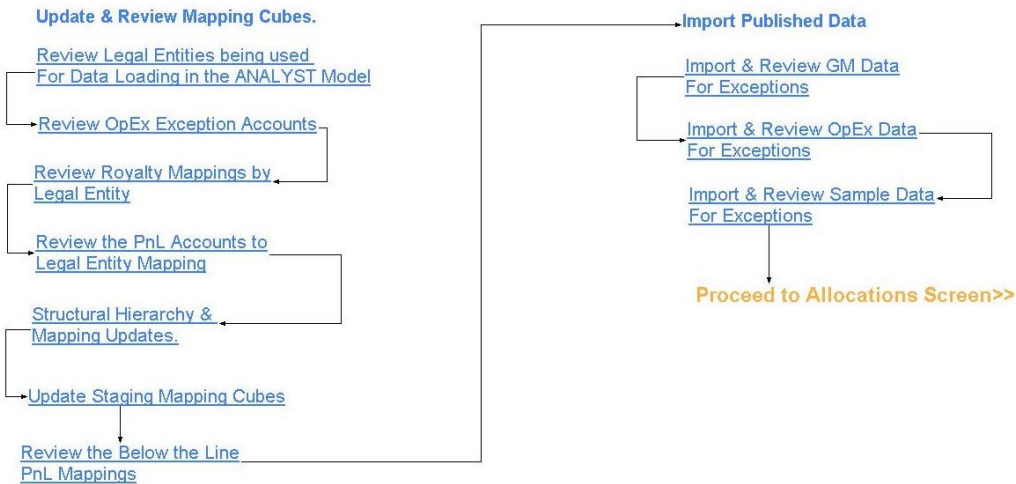 Update & Review Mapping Cubes.
Review Legal Entities being used
For Data Loading in the ANALYST Model
Review OpEx Exception Accounts
Review Royalty Mappings by
Legal Entity
Review the PnL Accounts to
Legal Entity Mapping
Structural Hierarchy &
Mapping Updates.
Update Staging Mapping Cubes
Review the Below the Line
PnL Mappings
Import Published Data
Import & Review GM Data
For Exceptions
Import & Review OpEx Data
For Exceptions
Import & Review Sample Data
For Exceptions
Proceed to Allocations Screen>>